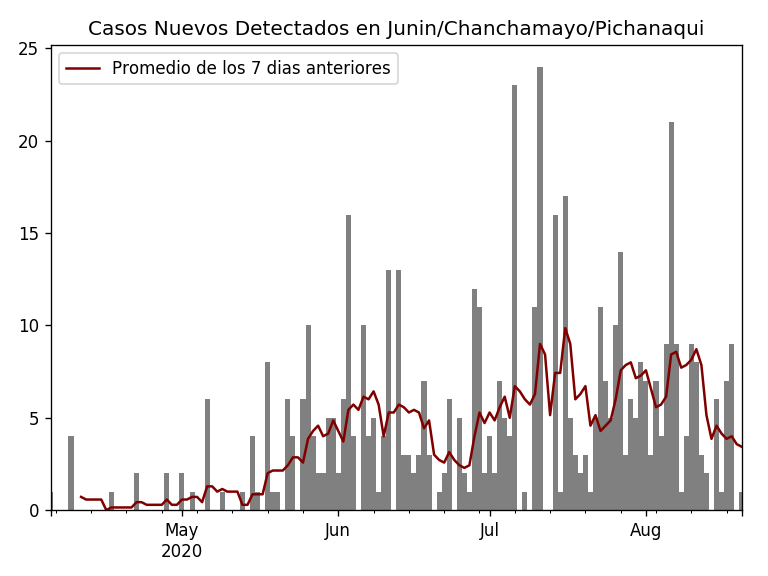 Casos Nuevos Detectados en Junin/Chanchamayo/Pichanaqui
Promedio de los 7 dias anteriores
25
20
15
10
5
0
May Jun Jul Aug
2020